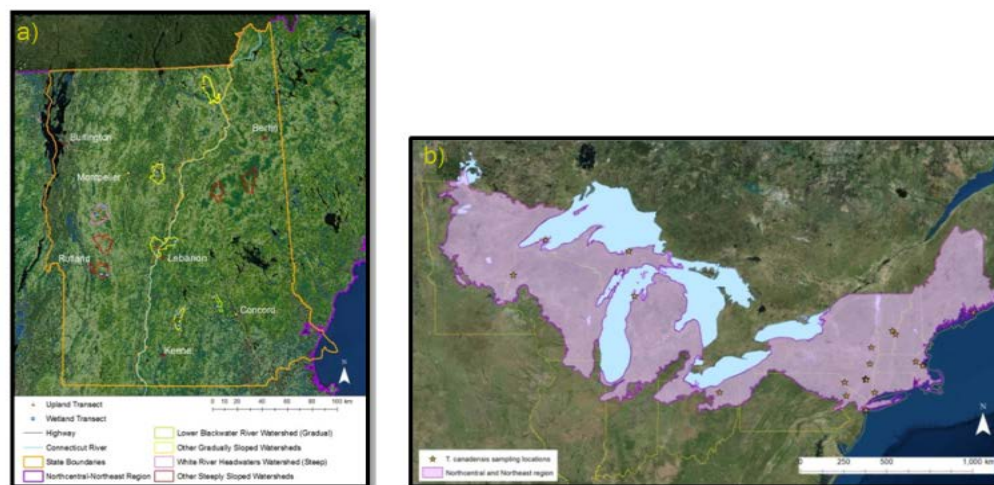 a)
Burlington
Berlin
Montpelier
Rutland
Lebanon
Concord
Keene
N
0 10 20 40 60 80 100 km
Upland Transect
Wetland Transect
Highway
Connecticut River
State Boundaries
Northcentral-Northeast Region
Lower Blackwater River Watershed (Gradual)
Other Gradually Sloped Watersheds
White River Headwaters Watershed (Steep)
Other Steeply Sloped Watersheds
b)
N
T. canadensis sampling locations
Northcentral and Northeast region
0 250 500 1,000 km